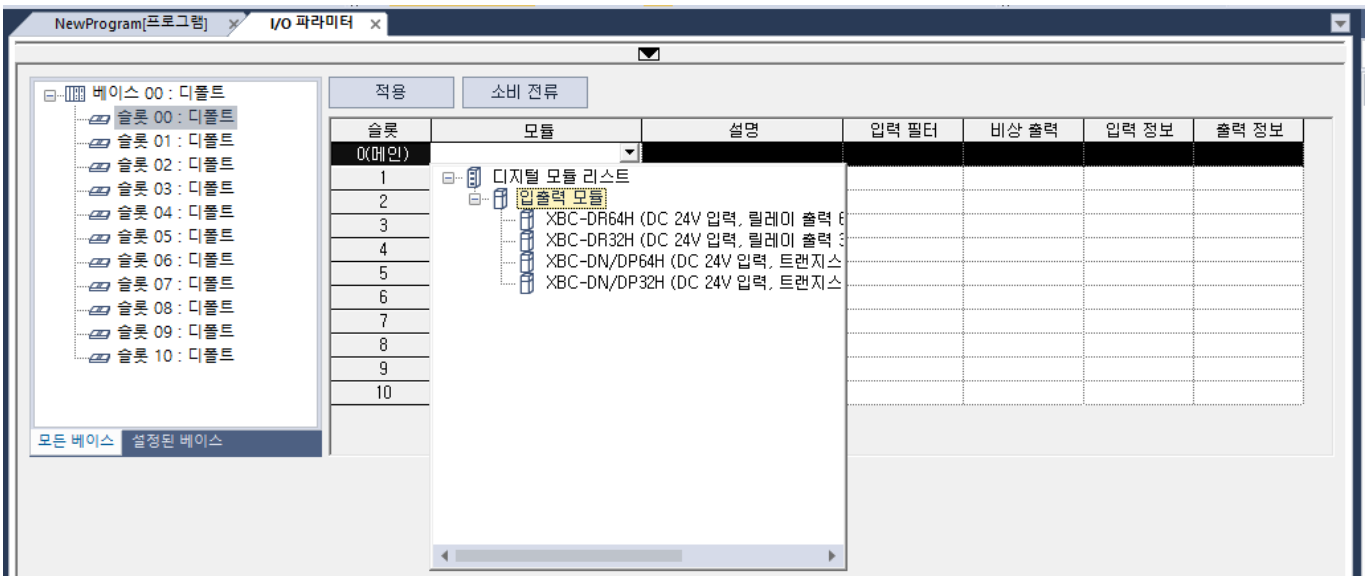 NewProgram[프로그램] x I/O 파라미터 x
베이스 00 : 디폴트
슬롯 00 : 디폴트
슬롯 01 : 디폴트
슬롯 02 : 디폴트
슬롯 03 : 디폴트
슬롯 04 : 디폴트
슬롯 05 : 디폴트
슬롯 06 : 디폴트
슬롯 07 : 디폴트
슬롯 08 : 디폴트
슬롯 09 : 디폴트
슬롯 10 : 디폴트
모든 베이스 설정된 베이스
적용 소비 전류
슬롯 모듈 설명 입력 필터 비상 출력 입력 정보 출력 정보
0(메인)
1
2
3
4
5
6
7
8
9
10
디지털 모듈 리스트
입출력 모듈
XBC-DR64H (DC 24V 입력, 릴레이 출력
XBC-DR32H (DC 24V 입력, 릴레이 출력
XBC-DN/DP64H (DC 24V 입력, 트랜지스
XBC-DN/DP32H (DC 24V 입력, 트랜지스